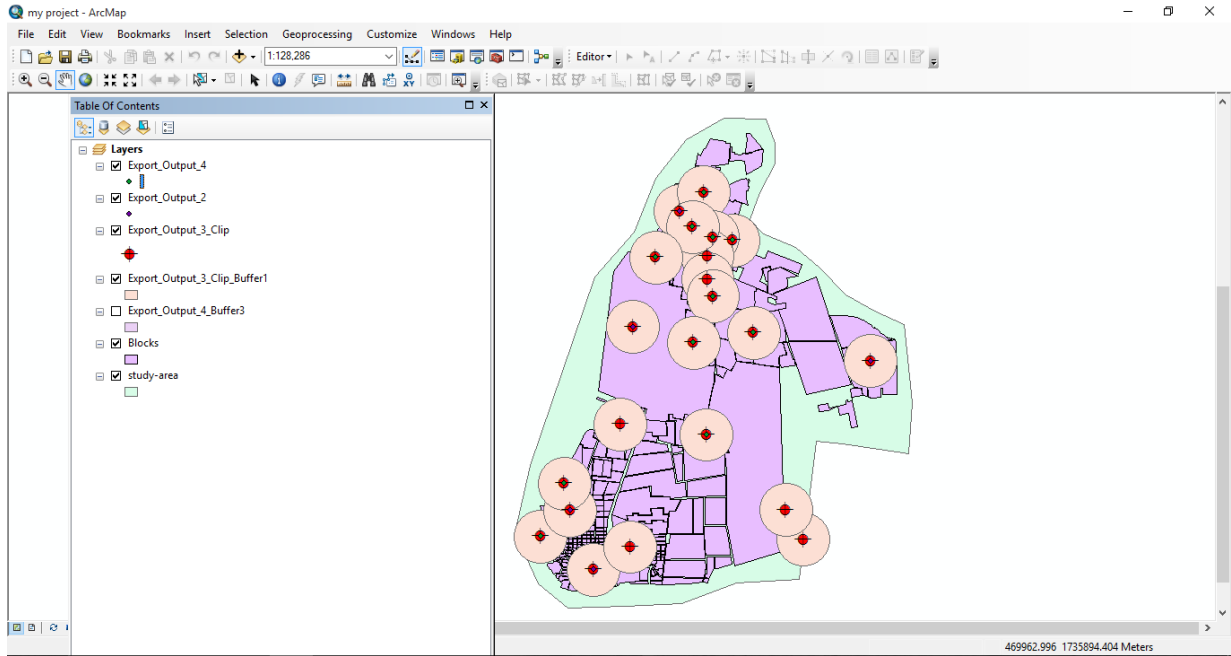 my project - ArcMap
File Edit View Bookmarks Insert Selection Geoprocessing Customize Windows Help
1:128,286
Editor
Table Of Contents
Layers
Export_Output_4
Export_Output_2
Export_Output_3_Clip
Export_Output_3_Clip_Buffer1
Export_Output_4_Buffer3
Blocks
study-area
469962.996 1735894.404 Meters